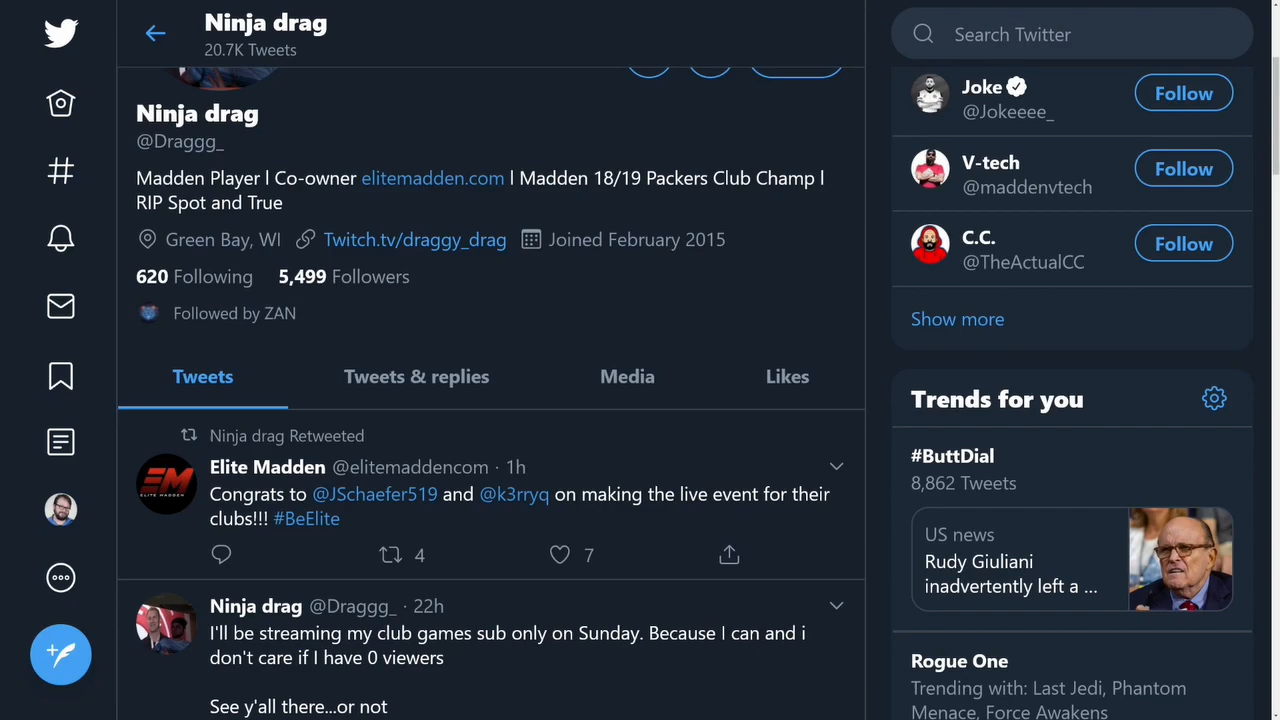 Ninja drag
20.7K Tweets
Ninja drag
@Draggg_
Madden Player l Co-owner elitemadden.com l Madden 18/19 Packers Club Champ l
RIP Spot and True
Green Bay, WI Twitch.tv/draggy_drag Joined February 2015
620 Following 5,499 Followers
Followed by ZAN
Tweets Tweets & replies Media Likes
Ninja drag Retweeted
Elite Madden @elitemaddencom · 1h
EM
ELITE MADDEN
Congrats to @JSchaefer519 and @k3rryq on making the live event for their
clubs!!! #BeElite
4 7
Ninja drag @Draggg_ · 22h
I'll be streaming my club games sub only on Sunday. Because I can and i
don't care if I have 0 viewers
See y'all there...or not
Search Twitter
Joke
@Jokeeee_
Follow
V-tech
@maddenvtech
Follow
C.C.
@TheActualCC
Follow
Show more
Trends for you
#ButtDial
8,862 Tweets
US news
Rudy Giuliani
inadvertently left a ...
Rogue One
Trending with: Last Jedi, Phantom
Menace, Force Awakens